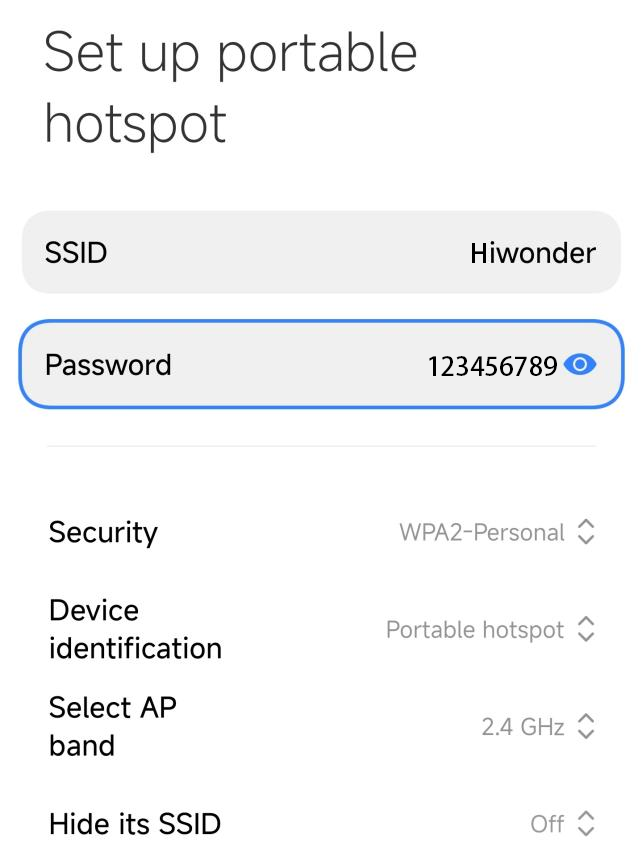 Set up portable
hotspot
SSID Hiwonder
Password 123456789
Security WPA2-Personal
Device
identification Portable hotspot
Select AP
band 2.4 GHz
Hide its SSID Off